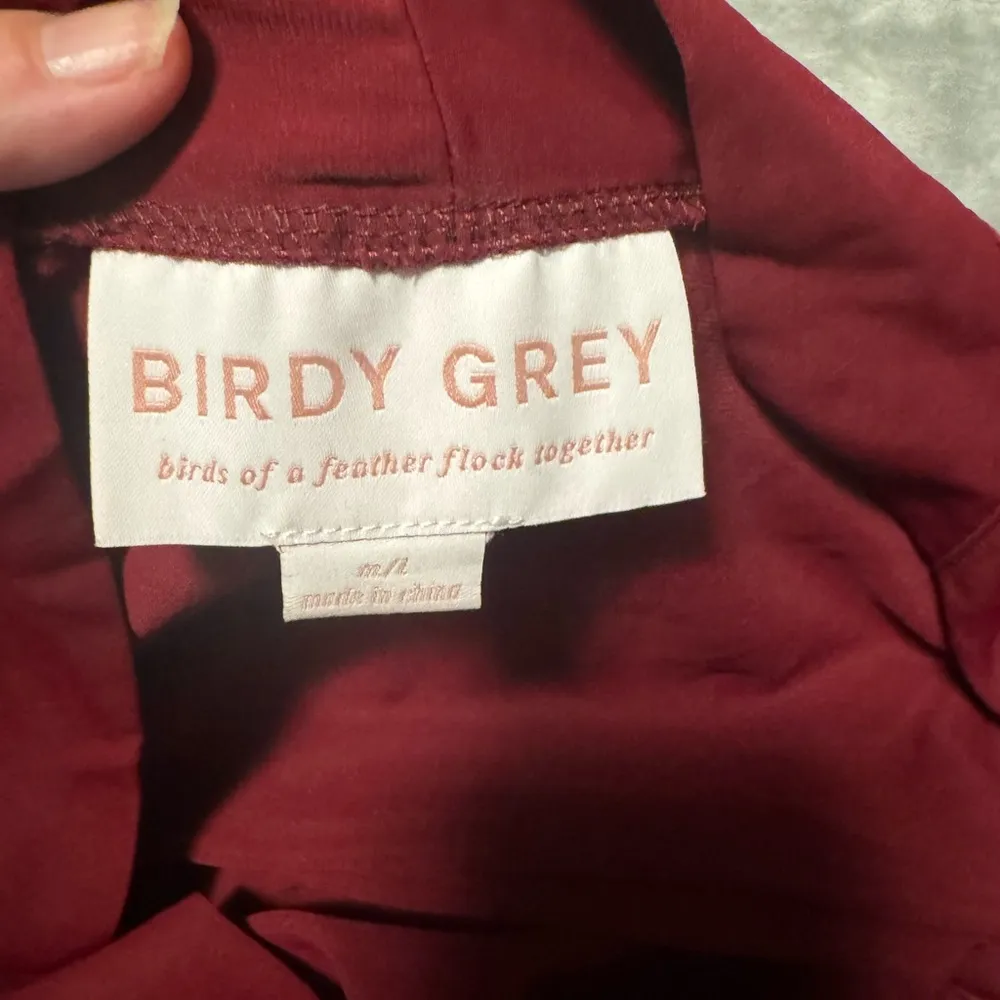 BIRDY GREY
birds of a feather flock together
m/l
made in china